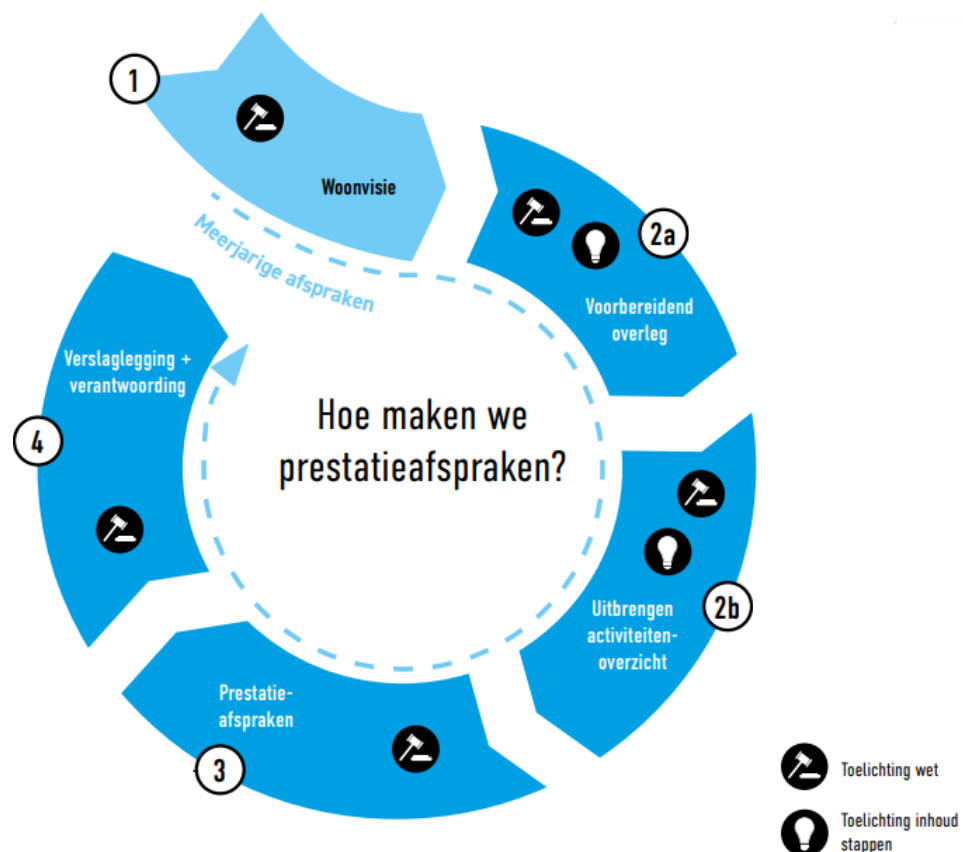 1
Woonvisie
Meerjarige afspraken
2a
Voorbereidend
overleg
Verslaglegging +
verantwoording
4
Hoe maken we
prestatieafspraken?
2b
Uitbrengen
activiteiten-
overzicht
Prestatie-
afspraken
3
Toelichting wet
Toelichting inhoud
stappen